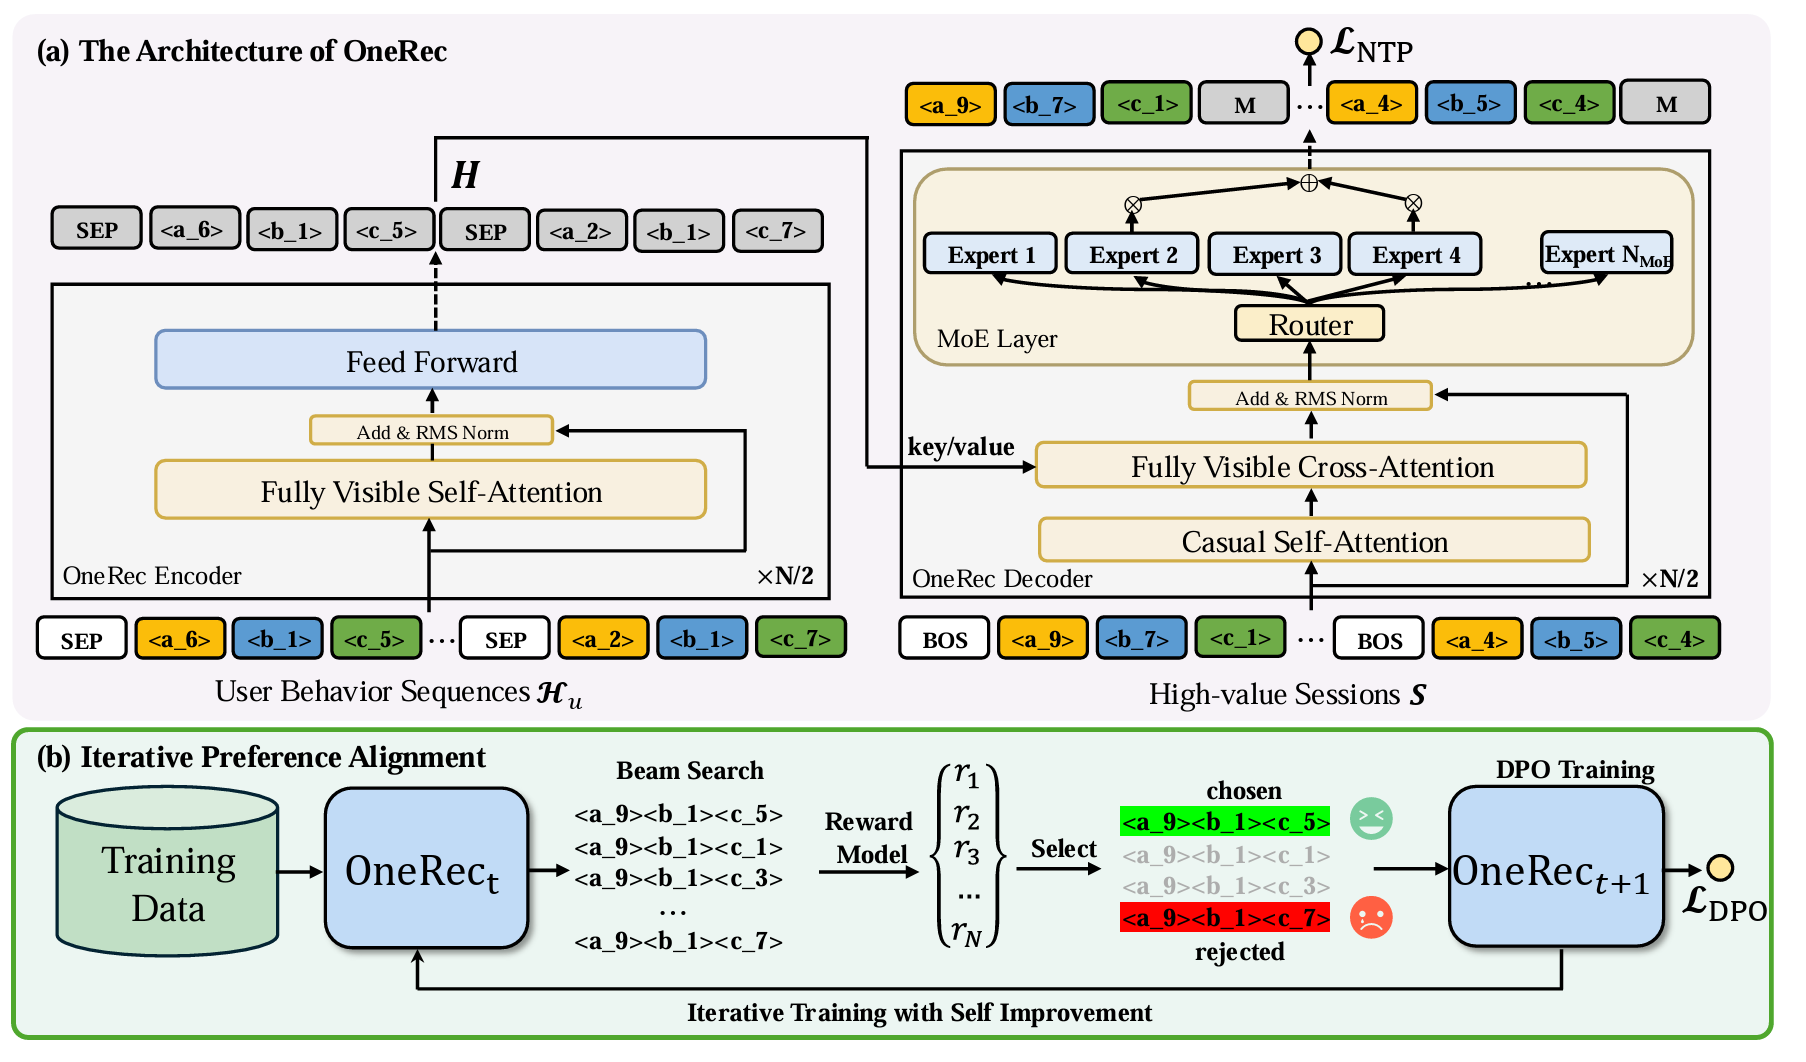 (a) The Architecture of OneRec
ℒNTP
<a_9> <b_7> <c_1> M ... <a_4> <b_5> <c_4> M
H
SEP <a_6> <b_1> <c_5> SEP <a_2> <b_1> <c_7>
Expert 1 Expert 2 Expert 3 Expert 4 ... Expert NMoE
Router
MoE Layer
Feed Forward
Add & RMS Norm
Fully Visible Self-Attention
OneRec Encoder
×N/2
Add & RMS Norm
key/value
Fully Visible Cross-Attention
Casual Self-Attention
OneRec Decoder
×N/2
SEP <a_6> <b_1> <c_5> ... SEP <a_2> <b_1> <c_7>
BOS <a_9> <b_7> <c_1> ... BOS <a_4> <b_5> <c_4>
User Behavior Sequences ℋu
High-value Sessions S
(b) Iterative Preference Alignment
Training
Data
OneRect
Beam Search
<a_9><b_1><c_5>
<a_9><b_1><c_1>
<a_9><b_1><c_3>
...
<a_9><b_1><c_7>
Reward
Model
r1
r2
r3
...
rN
Select
chosen
<a_9><b_1><c_5>
<a_9><b_1><c_1>
<a_9><b_1><c_3>
<a_9><b_1><c_7>
rejected
DPO Training
OneRect+1
ℒDPO
Iterative Training with Self Improvement